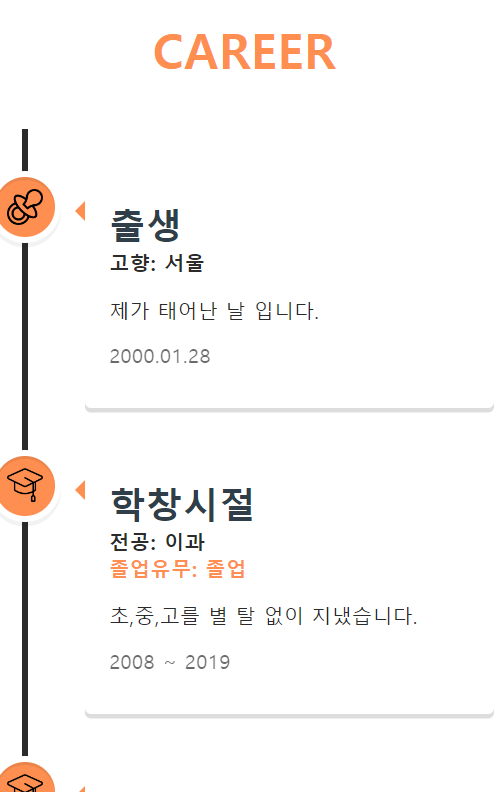 CAREER
출생
고향: 서울
제가 태어난 날 입니다.
2000.01.28
학창시절
전공: 이과
졸업유무: 졸업
초,중,고를 별 탈 없이 지냈습니다.
2008 ~ 2019